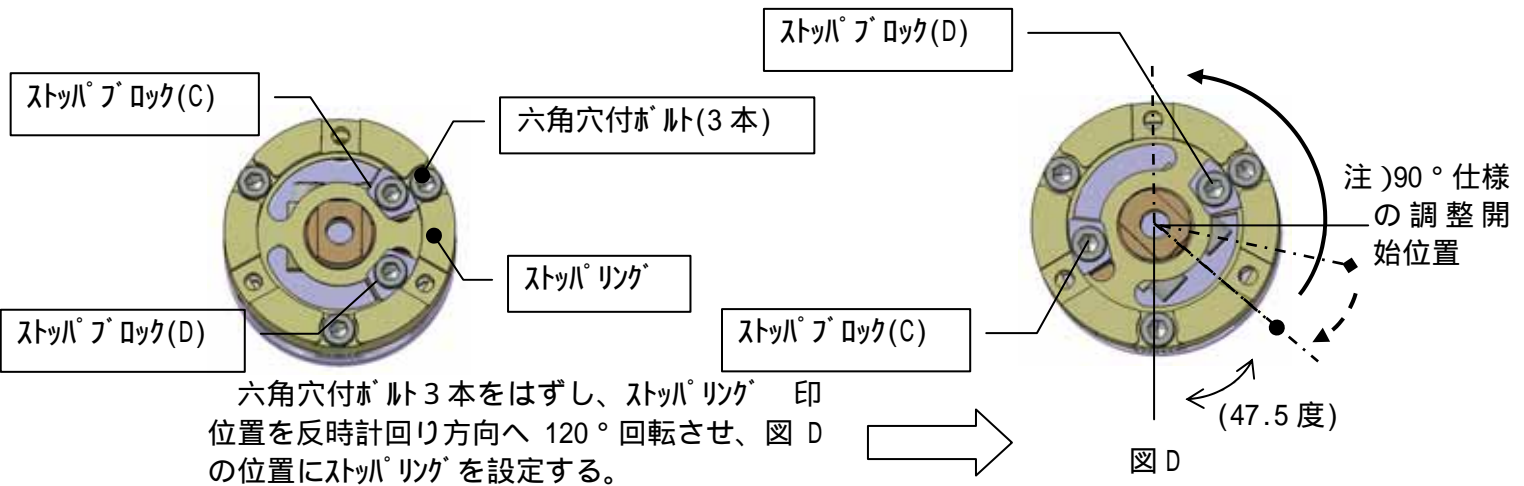 ｽﾄｯﾊﾟﾌﾞﾛｯｸ(C)
六角穴付ﾎﾞﾙﾄ(3本)
ｽﾄｯﾊﾟﾘﾝｸﾞ
ｽﾄｯﾊﾟﾌﾞﾛｯｸ(D)
六角穴付ﾎﾞﾙﾄ3本をはずし、ｽﾄｯﾊﾟﾘﾝｸﾞ　印
位置を反時計回り方向へ 120°回転させ、図 D
の位置にｽﾄｯﾊﾟﾘﾝｸﾞを設定する。
ｽﾄｯﾊﾟﾌﾞﾛｯｸ(D)
注)90°仕様
の調整開
始位置
ｽﾄｯﾊﾟﾌﾞﾛｯｸ(C)
(47.5度)
図D